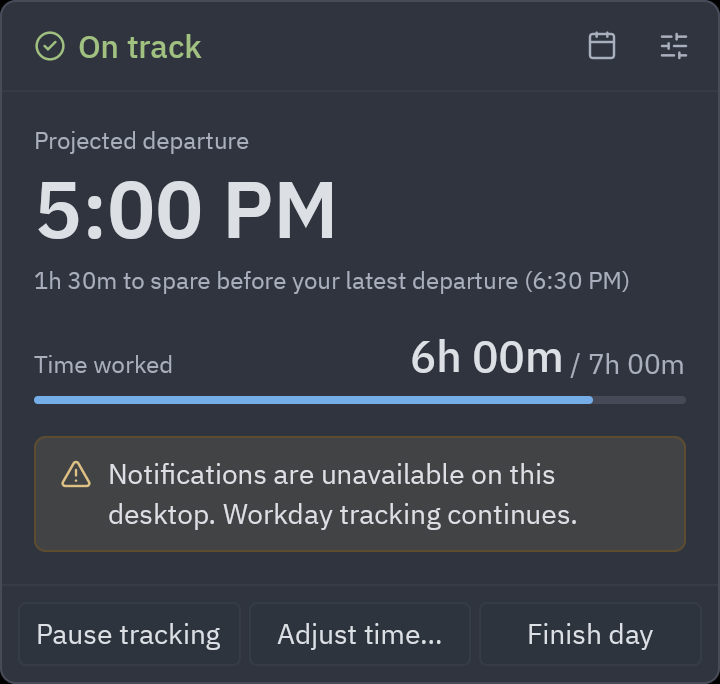 On track
Projected departure
5:00 PM
1h 30m to spare before your latest departure (6:30 PM)
Time worked
6h 00m / 7h 00m
Notifications are unavailable on this
desktop. Workday tracking continues.
Pause tracking
Adjust time...
Finish day